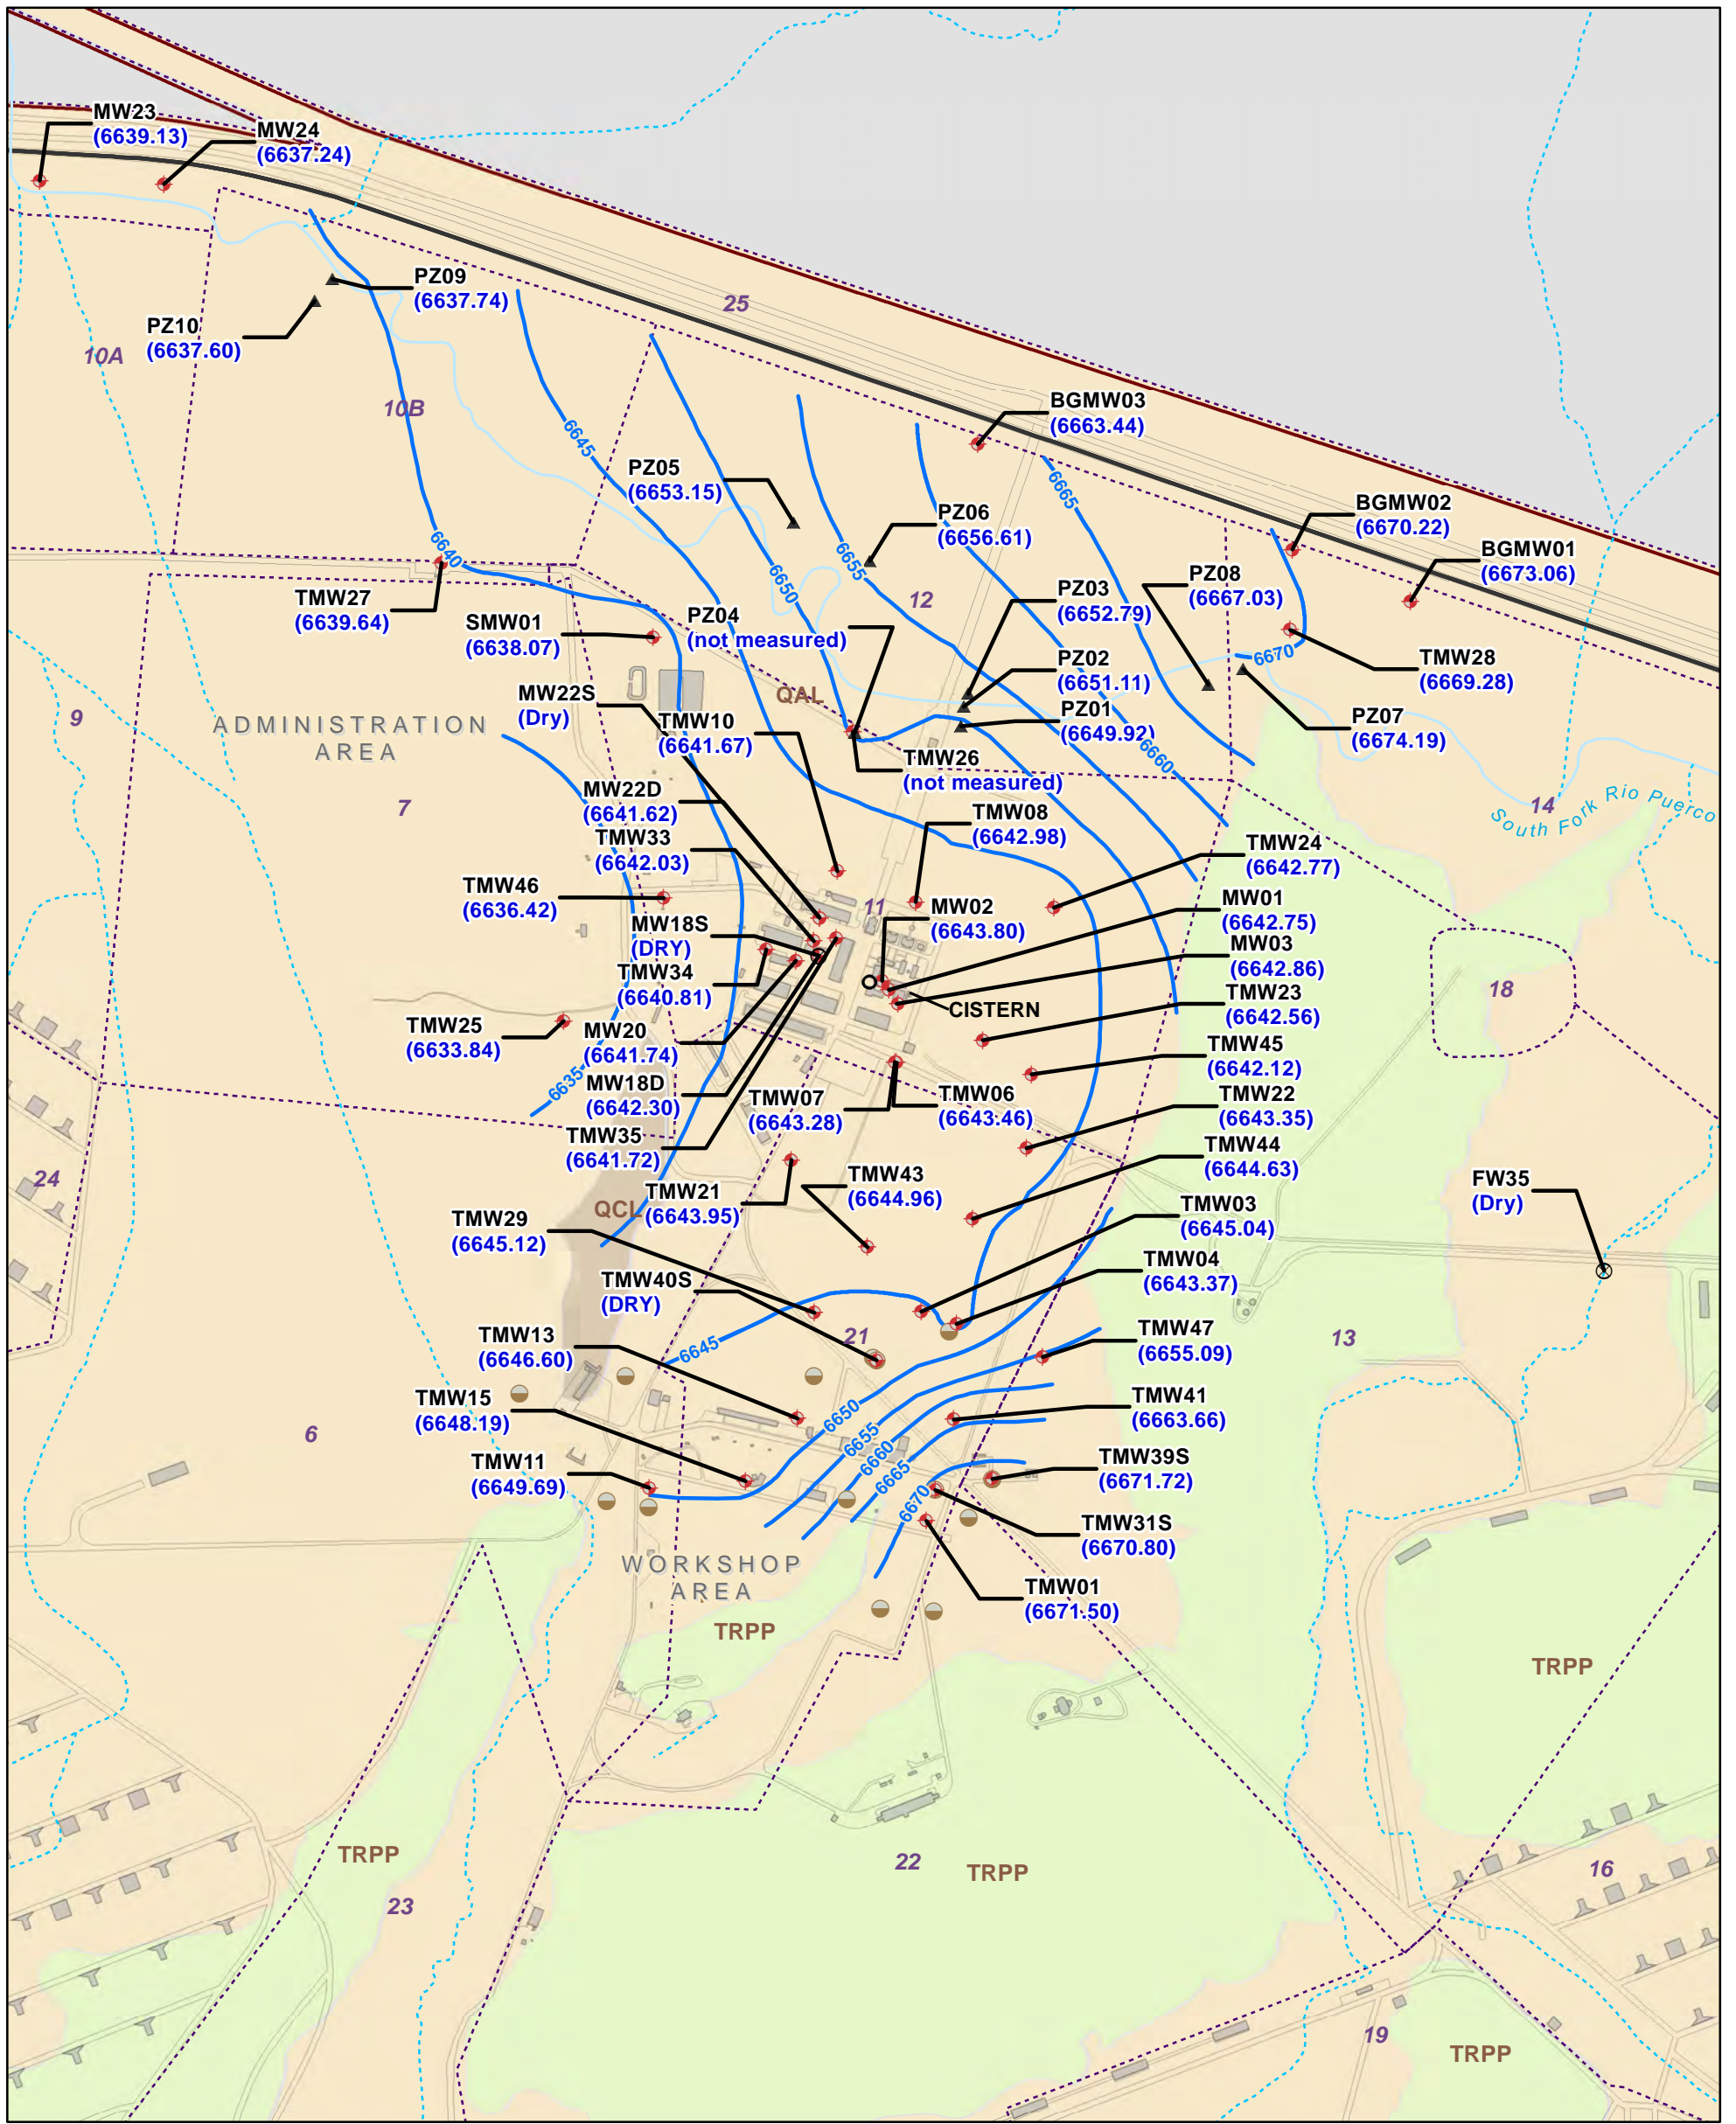 MW23
(6639.13)
MW24
(6637.24)
PZ09
(6637.74)
PZ10
(6637.60)
10A
10B
25
BGMW03
(6663.44)
6645
PZ05
(6653.15)
6665
PZ06
(6656.61)
BGMW02
(6670.22)
BGMW01
(6673.06)
6640
6655
6650
12
PZ03
(6652.79)
PZ08
(6667.03)
TMW27
(6639.64)
SMW01
(6638.07)
PZ04
(not measured)
PZ02
(6651.11)
6670
TMW28
(6669.28)
MW22S
(Dry)
QAL
PZ01
(6649.92)
PZ07
(6674.19)
9
ADMINISTRATION
AREA
TMW10
(6641.67)
6660
TMW26
(not measured)
7
MW22D
(6641.62)
TMW08
(6642.98)
14
South Fork Rio Puerco
TMW33
(6642.03)
TMW24
(6642.77)
TMW46
(6636.42)
11
MW02
(6643.80)
MW01
(6642.75)
MW18S
(DRY)
MW03
(6642.86)
TMW34
(6640.81)
18
TMW23
(6642.56)
CISTERN
TMW25
(6633.84)
MW20
(6641.74)
TMW45
(6642.12)
6635
MW18D
(6642.30)
TMW07
(6643.28)
TMW06
(6643.46)
TMW22
(6643.35)
TMW35
(6641.72)
TMW44
(6644.63)
24
TMW21
(6643.95)
TMW43
(6644.96)
FW35
(Dry)
QCL
TMW29
(6645.12)
TMW03
(6645.04)
TMW40S
(DRY)
TMW04
(6643.37)
TMW13
(6646.60)
6645
21
TMW47
(6655.09)
13
TMW15
(6648.19)
6650
TMW41
(6663.66)
6
6655
6660
TMW11
(6649.69)
6665
TMW39S
(6671.72)
6670
TMW31S
(6670.80)
WORKSHOP
AREA
TMW01
(6671.50)
TRPP
TRPP
TRPP
22
TRPP
16
23
19
TRPP